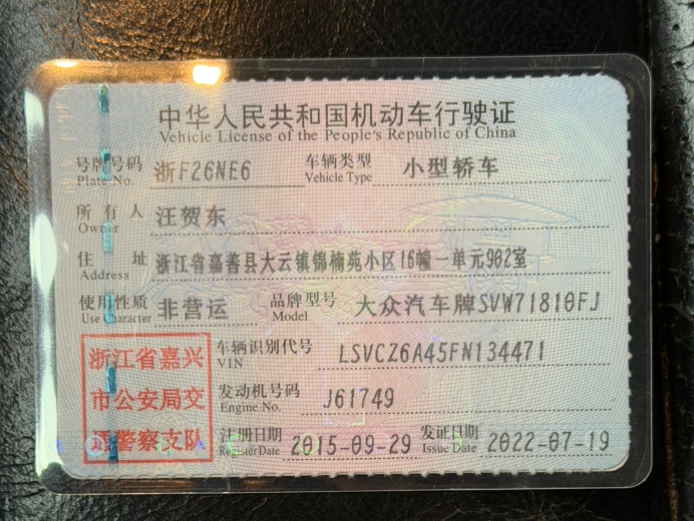 中华人民共和国机动车行驶证
Vehicle License of the People's Republic of China
号牌号码 浙F26NE6 车辆类型 小型轿车
Plate No. Vehicle Type
所有人 汪贺东
Owner
住址 浙江省嘉善县大云镇锦楠苑小区16幢一单元902室
Address
使用性质 非营运 品牌型号 大众汽车牌SVW71810FJ
Use Character Model
浙江省嘉兴
市公安局交
通警察支队
车辆识别代号 LSVCZ6A45FN134471
VIN
发动机号码 J61749
Engine No.
注册日期 2015-09-29 发证日期 2022-07-19
Register Date Issue Date